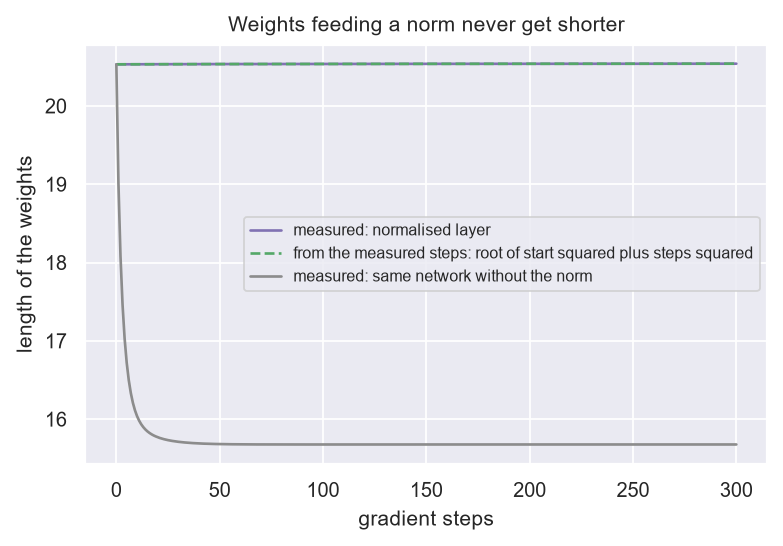 Weights feeding a norm never get shorter
length of the weights
20
19
18
17
16
measured: normalised layer
from the measured steps: root of start squared plus steps squared
measured: same network without the norm
0 50 100 150 200 250 300
gradient steps